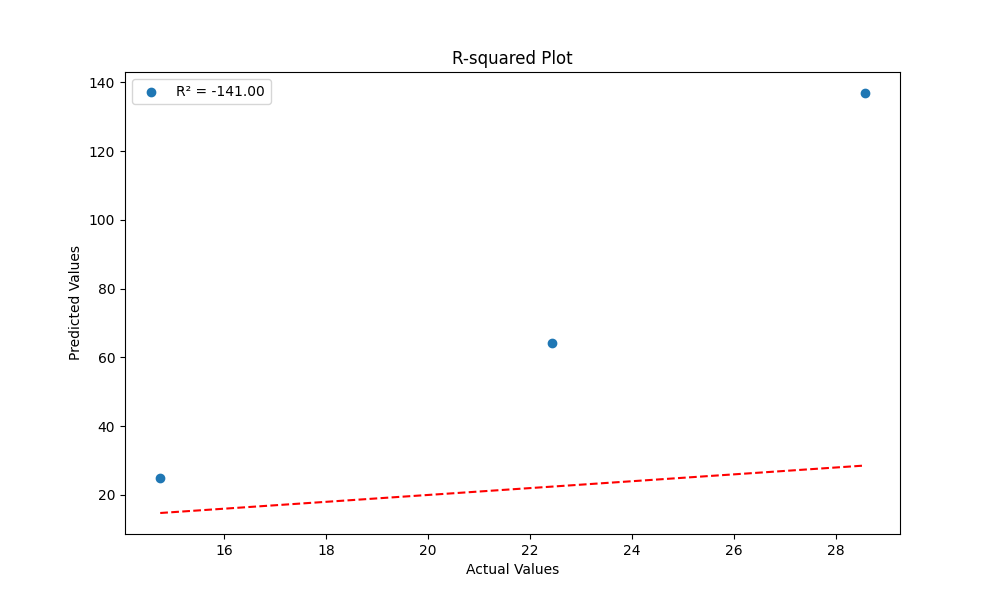 R-squared Plot
R² = -141.00
140
120
100
80
60
40
20
Predicted Values
16 18 20 22 24 26 28
Actual Values